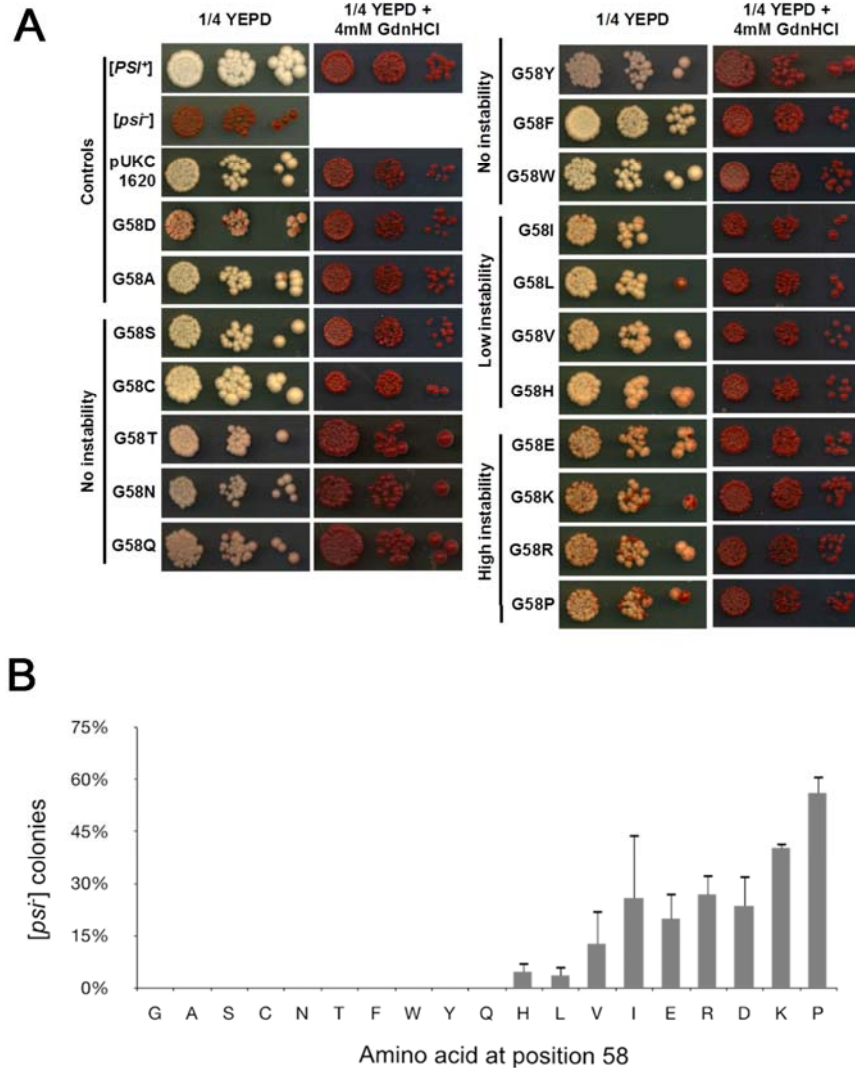 A
1/4 YEPD
1/4 YEPD +
4mM GdnHCl
1/4 YEPD
1/4 YEPD +
4mM GdnHCl
Controls
[PSI+]
[psi-]
pUKC
1620
G58D
G58A
No instability
G58S
G58C
G58T
G58N
G58Q
No instability
G58Y
G58F
G58W
Low instability
G58I
G58L
G58V
G58H
High instability
G58E
G58K
G58R
G58P
B
[psi-] colonies
75%
60%
45%
30%
15%
0%
G A S C N T F W Y Q H L V I E R D K P
Amino acid at position 58